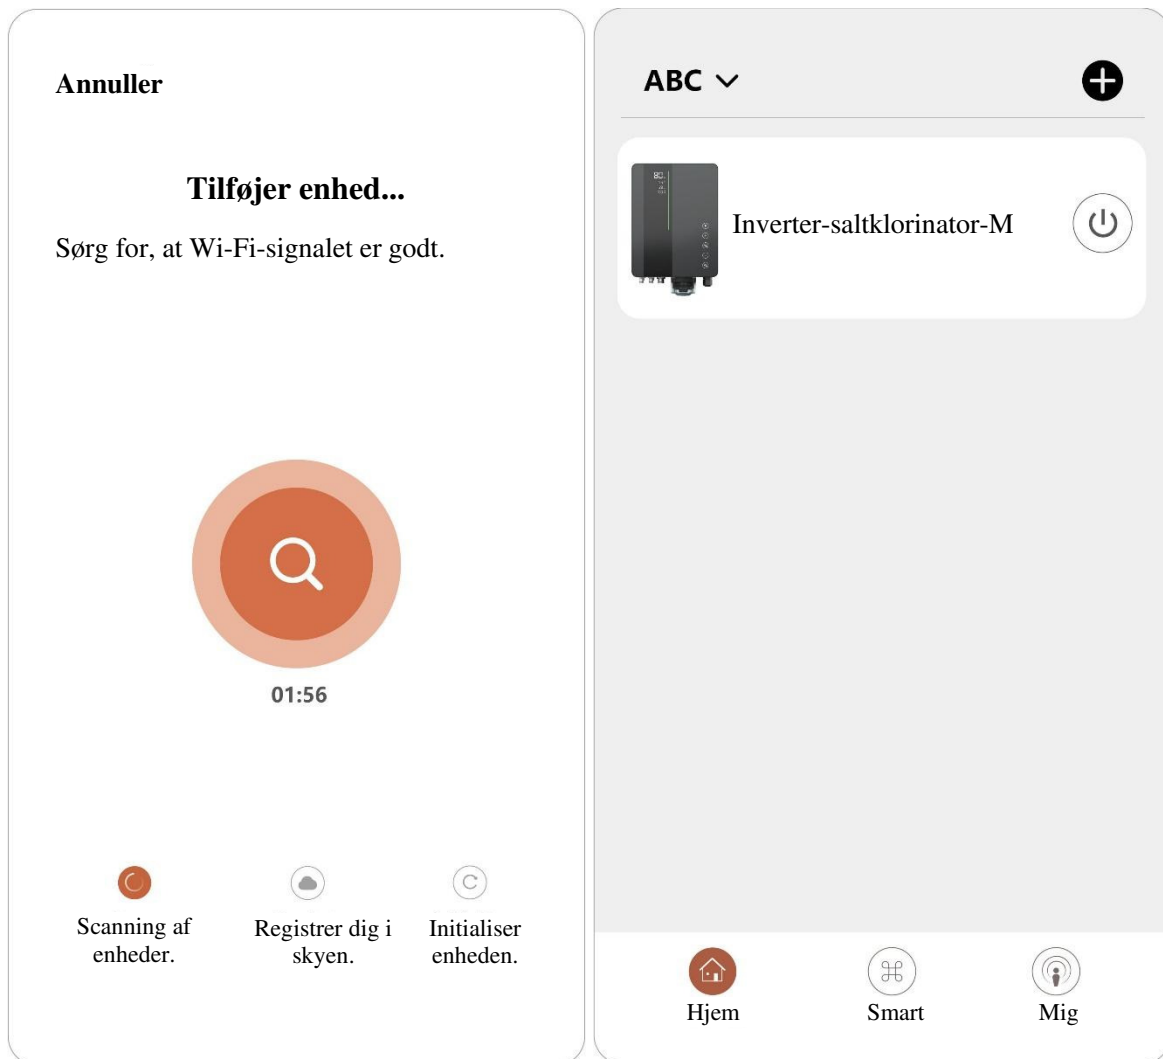 Annuller
Tilføjer enhed...
Sørg for, at Wi-Fi-signalet er godt.
01:56
Scanning af
enheder.
Registrer dig i
skyen.
Initialiser
enheden.
ABC
Inverter-saltklorinator-M
Hjem
Smart
Mig